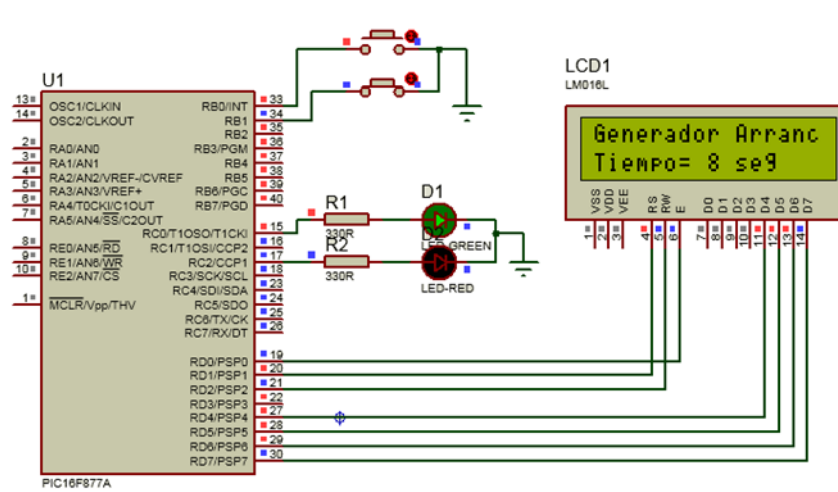 U1
13
14
OSC1/CLKIN
OSC2/CLKOUT
2
3
4
5
6
7
RA0/AN0
RA1/AN1
RA2/AN2/VREF-/CVREF
RA3/AN3/VREF+
RA4/T0CKI/C1OUT
RA5/AN4/SS/C2OUT
8
9
10
RE0/AN5/RD
RE1/AN6/WR
RE2/AN7/CS
1
MCLR/Vpp/THV
RB0/INT
RB1
RB2
RB3/PGM
RB4
RB5
RB6/PGC
RB7/PGD
33
34
35
36
37
38
39
40
RC0/T1OSO/T1CKI
RC1/T1OSI/CCP2
RC2/CCP1
RC3/SCK/SCL
RC4/SDI/SDA
RC5/SDO
RC6/TX/CK
RC7/RX/DT
15
16
17
18
23
24
25
26
RD0/PSP0
RD1/PSP1
RD2/PSP2
RD3/PSP3
RD4/PSP4
RD5/PSP5
RD6/PSP6
RD7/PSP7
19
20
21
22
27
28
29
30
PIC16F877A
R1
330R
R2
330R
D1
LED-GREEN
D2
LED-RED
LCD1
LM016L
Generador Arranc
Tiempo= 8 seg
VSS
VDD
VEE
RS
RW
E
D0
D1
D2
D3
D4
D5
D6
D7
1
2
3
4
5
6
7
8
9
10
11
12
13
14